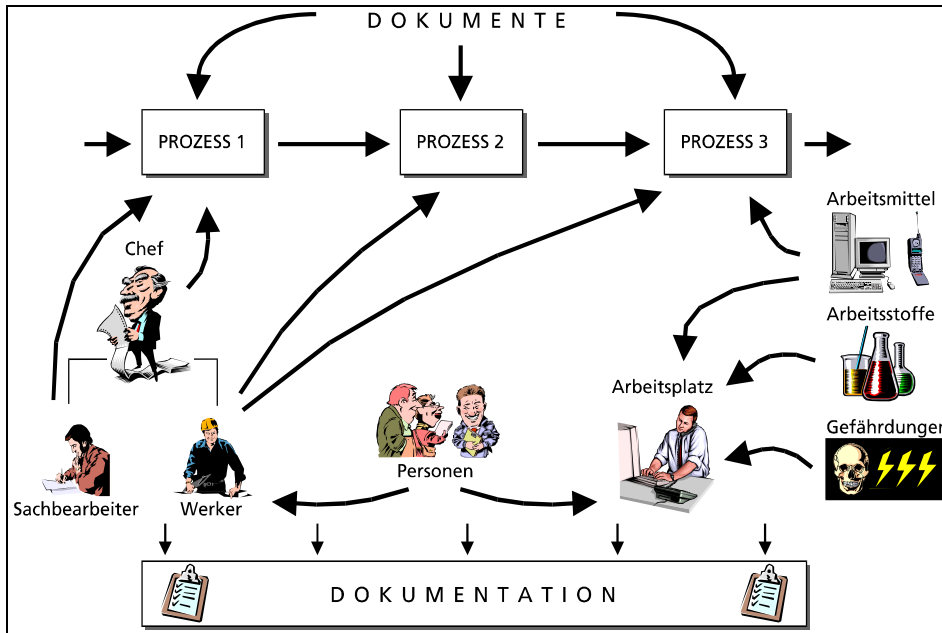 DOKUMENTE
PROZESS 1
PROZESS 2
PROZESS 3
Arbeitsmittel
Chef
Arbeitsstoffe
Arbeitsplatz
Gefährdungen
Personen
Sachbearbeiter
Werker
DOKUMENTATION